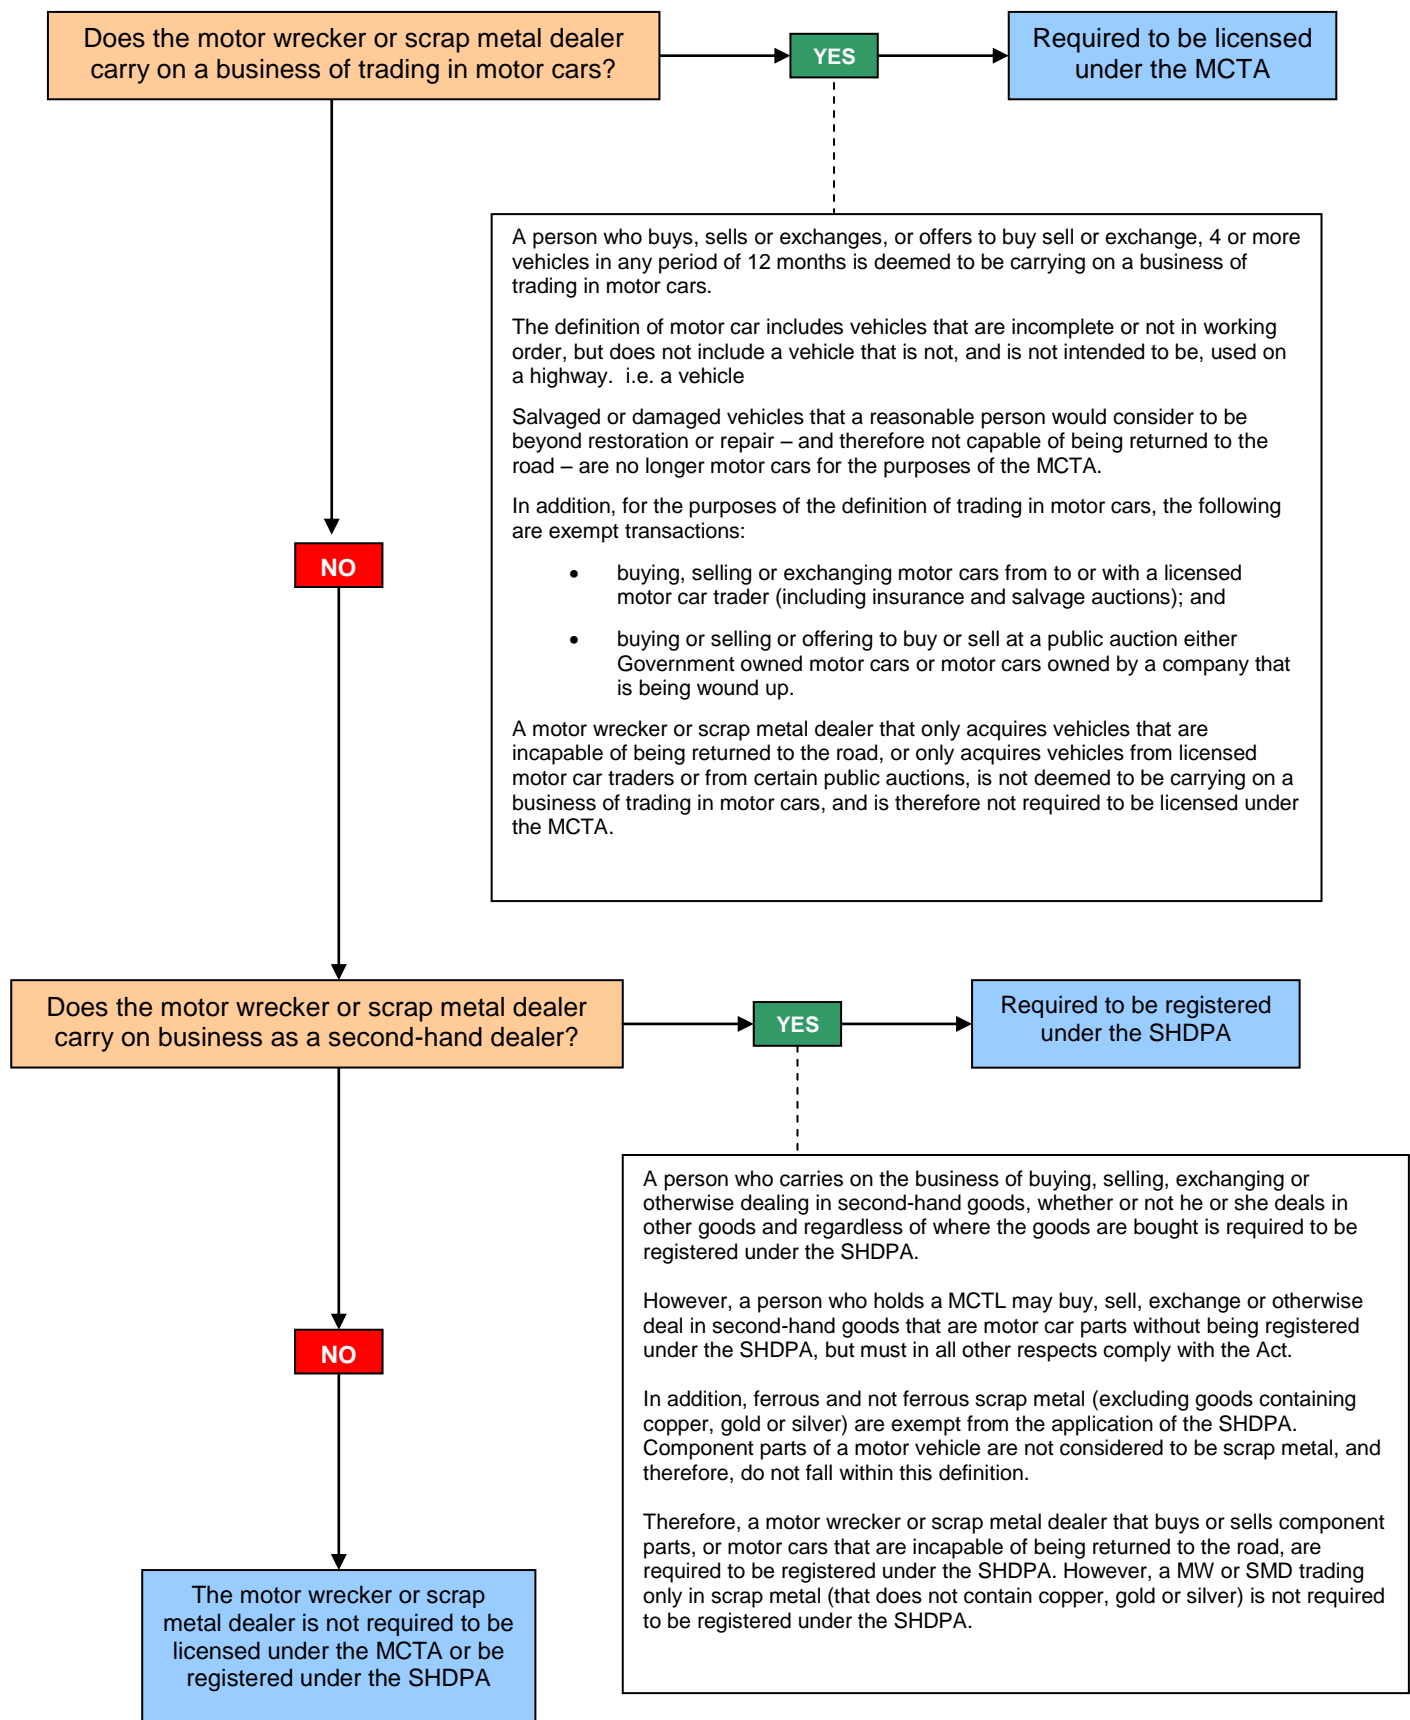 Does the motor wrecker or scrap metal dealer
carry on a business of trading in motor cars?
YES
Required to be licensed
under the MCTA
A person who buys, sells or exchanges, or offers to buy sell or exchange, 4 or more
vehicles in any period of 12 months is deemed to be carrying on a business of
trading in motor cars.
The definition of motor car includes vehicles that are incomplete or not in working
order, but does not include a vehicle that is not, and is not intended to be, used on
a highway.  i.e. a vehicle
Salvaged or damaged vehicles that a reasonable person would consider to be
beyond restoration or repair – and therefore not capable of being returned to the
road – are no longer motor cars for the purposes of the MCTA.
In addition, for the purposes of the definition of trading in motor cars, the following
are exempt transactions:
• buying, selling or exchanging motor cars from to or with a licensed
motor car trader (including insurance and salvage auctions); and
• buying or selling or offering to buy or sell at a public auction either
Government owned motor cars or motor cars owned by a company that
is being wound up.
A motor wrecker or scrap metal dealer that only acquires vehicles that are
incapable of being returned to the road, or only acquires vehicles from licensed
motor car traders or from certain public auctions, is not deemed to be carrying on a
business of trading in motor cars, and is therefore not required to be licensed under
the MCTA.
NO
Does the motor wrecker or scrap metal dealer
carry on business as a second-hand dealer?
YES
Required to be registered
under the SHDPA
A person who carries on the business of buying, selling, exchanging or
otherwise dealing in second-hand goods, whether or not he or she deals in
other goods and regardless of where the goods are bought is required to be
registered under the SHDPA.
However, a person who holds a MCTL may buy, sell, exchange or otherwise
deal in second-hand goods that are motor car parts without being registered
under the SHDPA, but must in all other respects comply with the Act.
In addition, ferrous and not ferrous scrap metal (excluding goods containing
copper, gold or silver) are exempt from the application of the SHDPA.
Component parts of a motor vehicle are not considered to be scrap metal, and
therefore, do not fall within this definition.
Therefore, a motor wrecker or scrap metal dealer that buys or sells component
parts, or motor cars that are incapable of being returned to the road, are
required to be registered under the SHDPA. However, a MW or SMD trading
only in scrap metal (that does not contain copper, gold or silver) is not required
to be registered under the SHDPA.
NO
The motor wrecker or scrap
metal dealer is not required to be
licensed under the MCTA or be
registered under the SHDPA